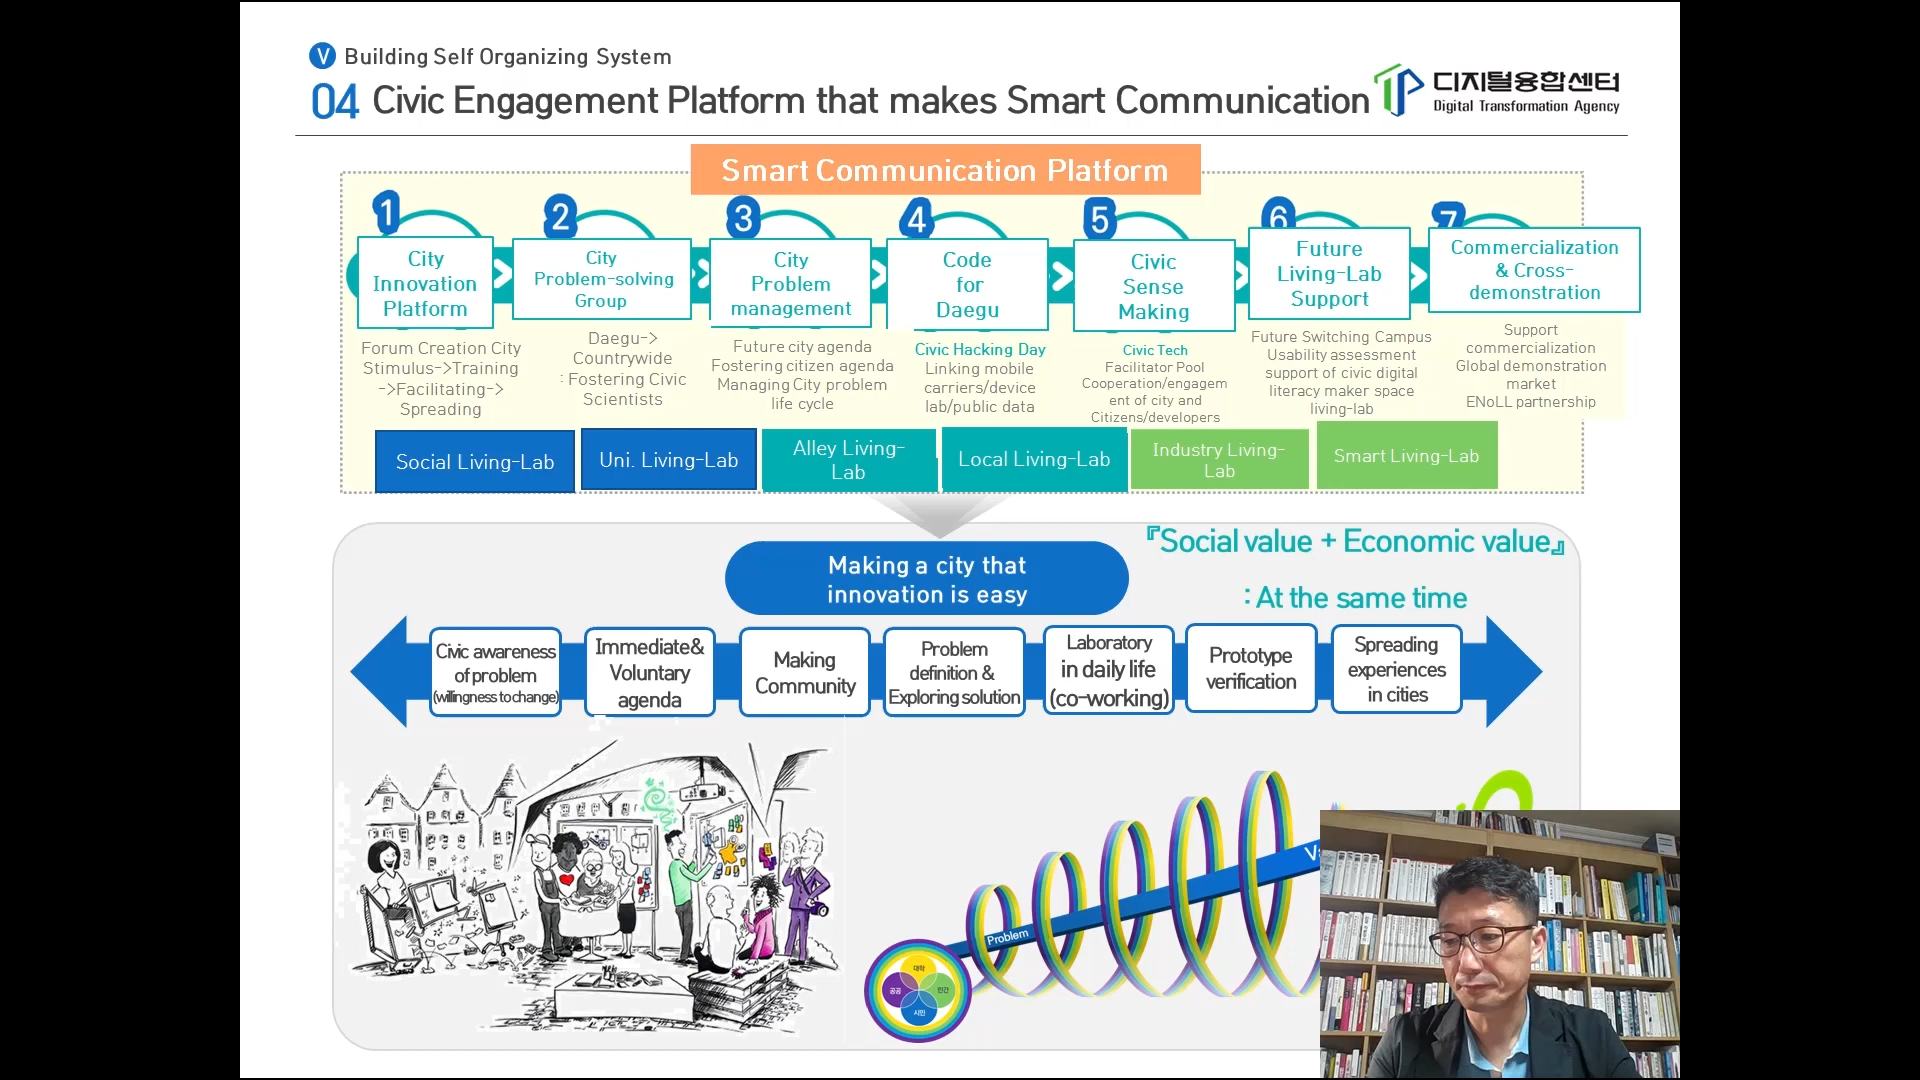 V Building Self Organizing System
04 Civic Engagement Platform that makes Smart Communication
디지털융합센터
Digital Transformation Agency
Smart Communication Platform
1
City
Innovation
Platform
Forum Creation City
Stimulus->Training
->Facilitating->
Spreading
2
City
Problem-solving
Group
Daegu->
Countrywide
: Fostering Civic
Scientists
3
City
Problem
management
Future city agenda
Fostering citizen agenda
Managing City problem
life cycle
4
Code
for
Daegu
Civic Hacking Day
Linking mobile
carriers/device
lab/public data
5
Civic
Sense
Making
Civic Tech
Facilitator Pool
Cooperation/engagem
ent of city and
Citizens/developers
6
Future
Living-Lab
Support
Future Switching Campus
Usability assessment
support of civic digital
literacy maker space
living-lab
7
Commercialization
& Cross-
demonstration
Support
commercialization
Global demonstration
market
ENoLL partnership
Social Living-Lab
Uni. Living-Lab
Alley Living-
Lab
Local Living-Lab
Industry Living-
Lab
Smart Living-Lab
Making a city that
innovation is easy
『Social value + Economic value』
: At the same time
Civic awareness
of problem
(willingness to change)
Immediate&
Voluntary
agenda
Making
Community
Problem
definition &
Exploring solution
Laboratory
in daily life
(co-working)
Prototype
verification
Spreading
experiences
in cities
Problem
대학
공공
민간
시민